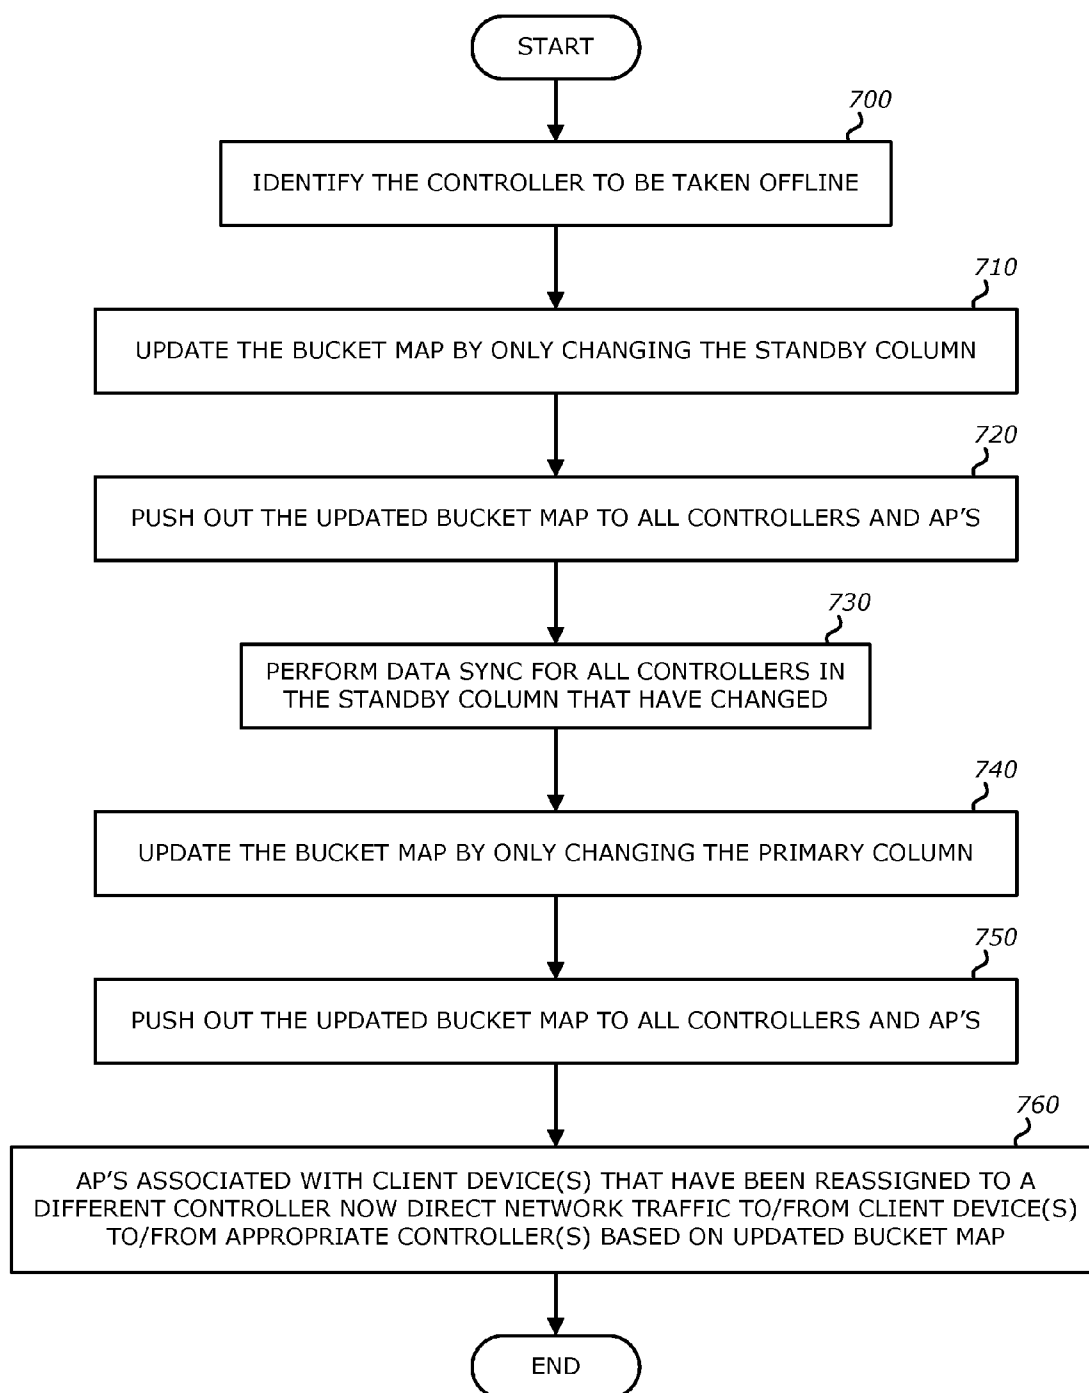 START
700
IDENTIFY THE CONTROLLER TO BE TAKEN OFFLINE
710
UPDATE THE BUCKET MAP BY ONLY CHANGING THE STANDBY COLUMN
720
PUSH OUT THE UPDATED BUCKET MAP TO ALL CONTROLLERS AND AP'S
730
PERFORM DATA SYNC FOR ALL CONTROLLERS IN
THE STANDBY COLUMN THAT HAVE CHANGED
740
UPDATE THE BUCKET MAP BY ONLY CHANGING THE PRIMARY COLUMN
750
PUSH OUT THE UPDATED BUCKET MAP TO ALL CONTROLLERS AND AP'S
760
AP'S ASSOCIATED WITH CLIENT DEVICE(S) THAT HAVE BEEN REASSIGNED TO A
DIFFERENT CONTROLLER NOW DIRECT NETWORK TRAFFIC TO/FROM CLIENT DEVICE(S)
TO/FROM APPROPRIATE CONTROLLER(S) BASED ON UPDATED BUCKET MAP
END